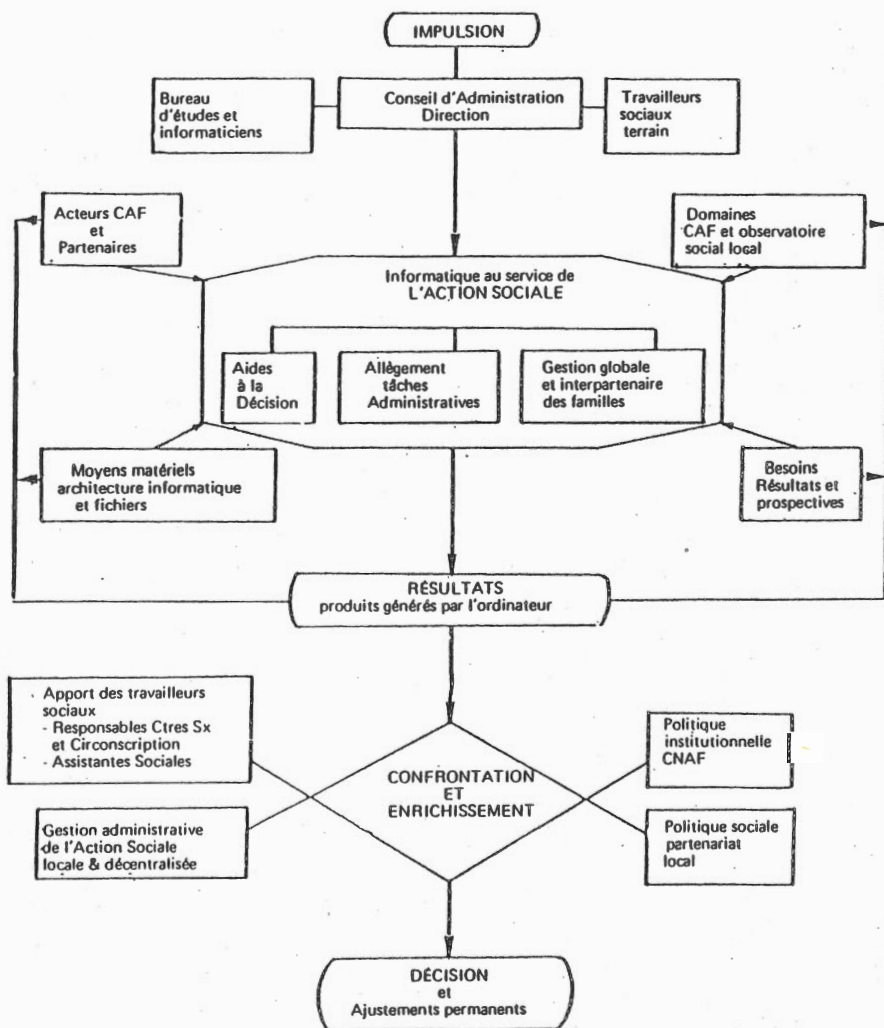 IMPULSION
Bureau
d'études et
informaticiens
Conseil d'Administration
Direction
Travailleurs
sociaux
terrain
Acteurs CAF
et
Partenaires
Domaines
CAF et observatoire
social local
Informatique au service de
L'ACTION SOCIALE
Aides
à la
Décision
Allègement
tâches
Administratives
Gestion globale
et interpartenaire
des familles
Moyens matériels
architecture informatique
et fichiers
Besoins
Résultats et
prospectives
RÉSULTATS
produits générés par l'ordinateur
Apport des travailleurs
sociaux
- Responsables Ctres Sx
et Circonscription
- Assistantes Sociales
Politique
institutionnelle
CNAF
CONFRONTATION
ET
ENRICHISSEMENT
Gestion administrative
de l'Action Sociale
locale & décentralisée
Politique sociale
partenariat
local
DÉCISION
et
Ajustements permanents